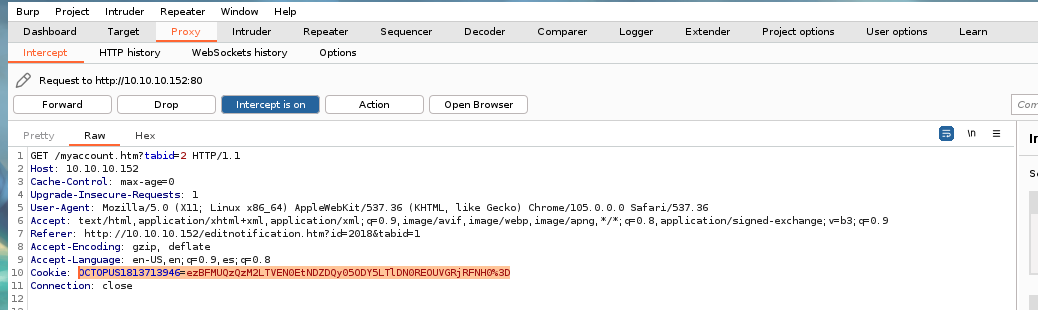 Burp Project Intruder Repeater Window Help
Dashboard Target Proxy Intruder Repeater Sequencer Decoder Comparer Logger Extender Project options User options Learn
Intercept HTTP history WebSockets history Options
Request to http://10.10.10.152:80
Forward Drop Intercept is on Action Open Browser
Pretty Raw Hex \n
1 GET /myaccount.htm?tabid=2 HTTP/1.1
2 Host: 10.10.10.152
3 Cache-Control: max-age=0
4 Upgrade-Insecure-Requests: 1
5 User-Agent: Mozilla/5.0 (X11; Linux x86_64) AppleWebKit/537.36 (KHTML, like Gecko) Chrome/105.0.0.0 Safari/537.36
6 Accept: text/html,application/xhtml+xml,application/xml;q=0.9,image/avif,image/webp,image/apng,*/*;q=0.8,application/signed-exchange;v=b3;q=0.9
7 Referer: http://10.10.10.152/editnotification.htm?id=2018&tabid=1
8 Accept-Encoding: gzip, deflate
9 Accept-Language: en-US,en;q=0.9,es;q=0.8
10 Cookie: OCTOPUS1813713946=ezBFMUQzQzM2LTVEN0EtNDZDQy05ODY5LTlDN0REOUVGRjRFNH0%3D
11 Connection: close
12